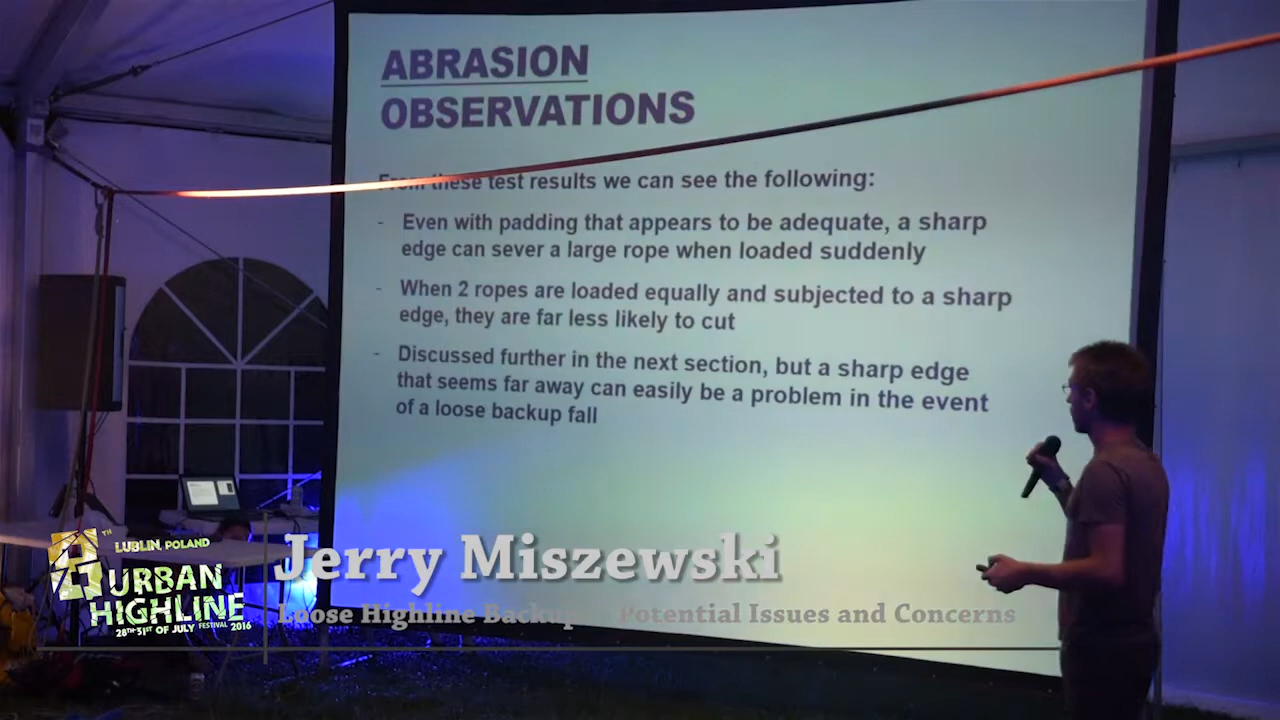 ABRASION
OBSERVATIONS
From these test results we can see the following:
- Even with padding that appears to be adequate, a sharp
edge can sever a large rope when loaded suddenly
- When 2 ropes are loaded equally and subjected to a sharp
edge, they are far less likely to cut
- Discussed further in the next section, but a sharp edge
that seems far away can easily be a problem in the event
of a loose backup fall
8TH
LUBLIN, POLAND
URBAN
HIGHLINE
28TH-31ST OF JULY FESTIVAL 2016
Jerry Miszewski
Loose Highline Backup - Potential Issues and Concerns